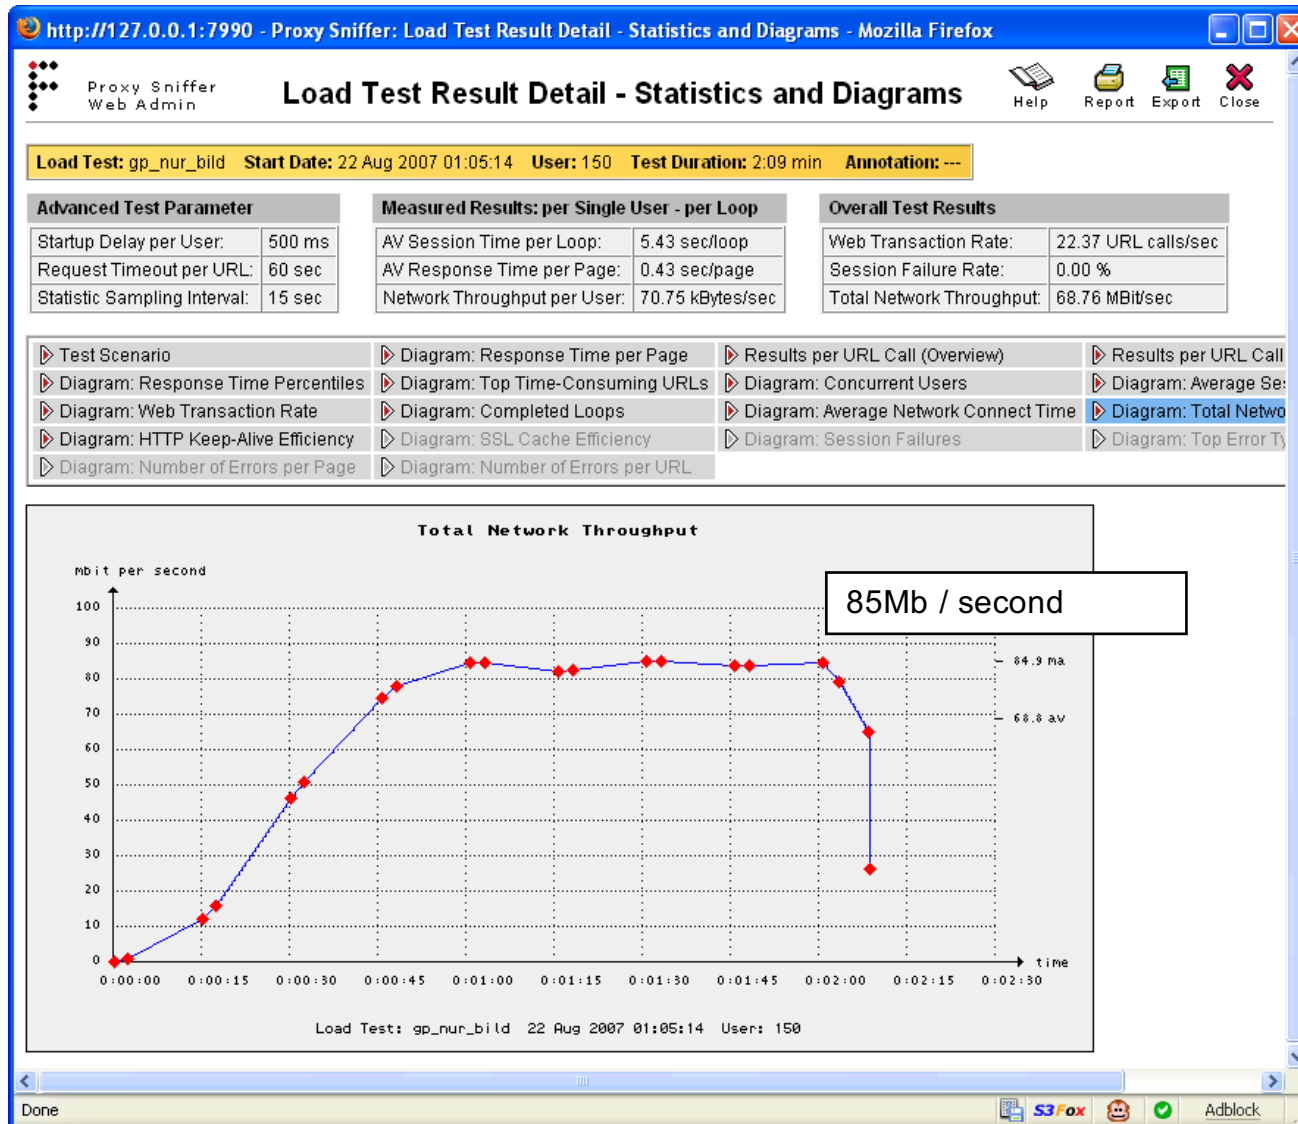 http://127.0.0.1:7990 - Proxy Sniffer: Load Test Result Detail - Statistics and Diagrams - Mozilla Firefox
Proxy Sniffer
Web Admin
Load Test Result Detail - Statistics and Diagrams
Help Report Export Close
Load Test: gp_nur_bild Start Date: 22 Aug 2007 01:05:14 User: 150 Test Duration: 2:09 min Annotation: ---
Advanced Test Parameter
Startup Delay per User: 500 ms
Request Timeout per URL: 60 sec
Statistic Sampling Interval: 15 sec
Measured Results: per Single User - per Loop
AV Session Time per Loop: 5.43 sec/loop
AV Response Time per Page: 0.43 sec/page
Network Throughput per User: 70.75 kBytes/sec
Overall Test Results
Web Transaction Rate: 22.37 URL calls/sec
Session Failure Rate: 0.00 %
Total Network Throughput: 68.76 MBit/sec
Test Scenario Diagram: Response Time per Page Results per URL Call (Overview) Results per URL Call
Diagram: Response Time Percentiles Diagram: Top Time-Consuming URLs Diagram: Concurrent Users Diagram: Average Se
Diagram: Web Transaction Rate Diagram: Completed Loops Diagram: Average Network Connect Time Diagram: Total Netwo
Diagram: HTTP Keep-Alive Efficiency Diagram: SSL Cache Efficiency Diagram: Session Failures Diagram: Top Error Ty
Diagram: Number of Errors per Page Diagram: Number of Errors per URL
Total Network Throughput
mbit per second
85Mb / second
100
90
84.9 ma
80
70
68.8 av
60
50
40
30
20
10
0
time
0:00:00 0:00:15 0:00:30 0:00:45 0:01:00 0:01:15 0:01:30 0:01:45 0:02:00 0:02:15 0:02:30
Load Test: gp_nur_bild 22 Aug 2007 01:05:14 User: 150
Done
S3Fox
Adblock